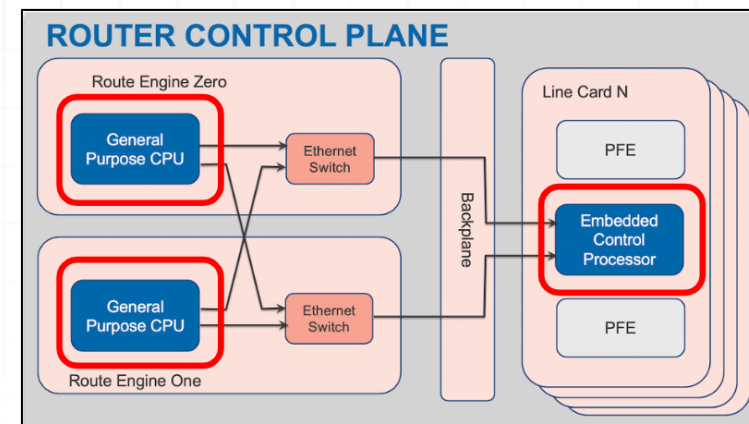 ROUTER CONTROL PLANE
Route Engine Zero
General
Purpose CPU
Ethernet
Switch
General
Purpose CPU
Ethernet
Switch
Route Engine One
Backplane
Line Card N
PFE
Embedded
Control
Processor
PFE